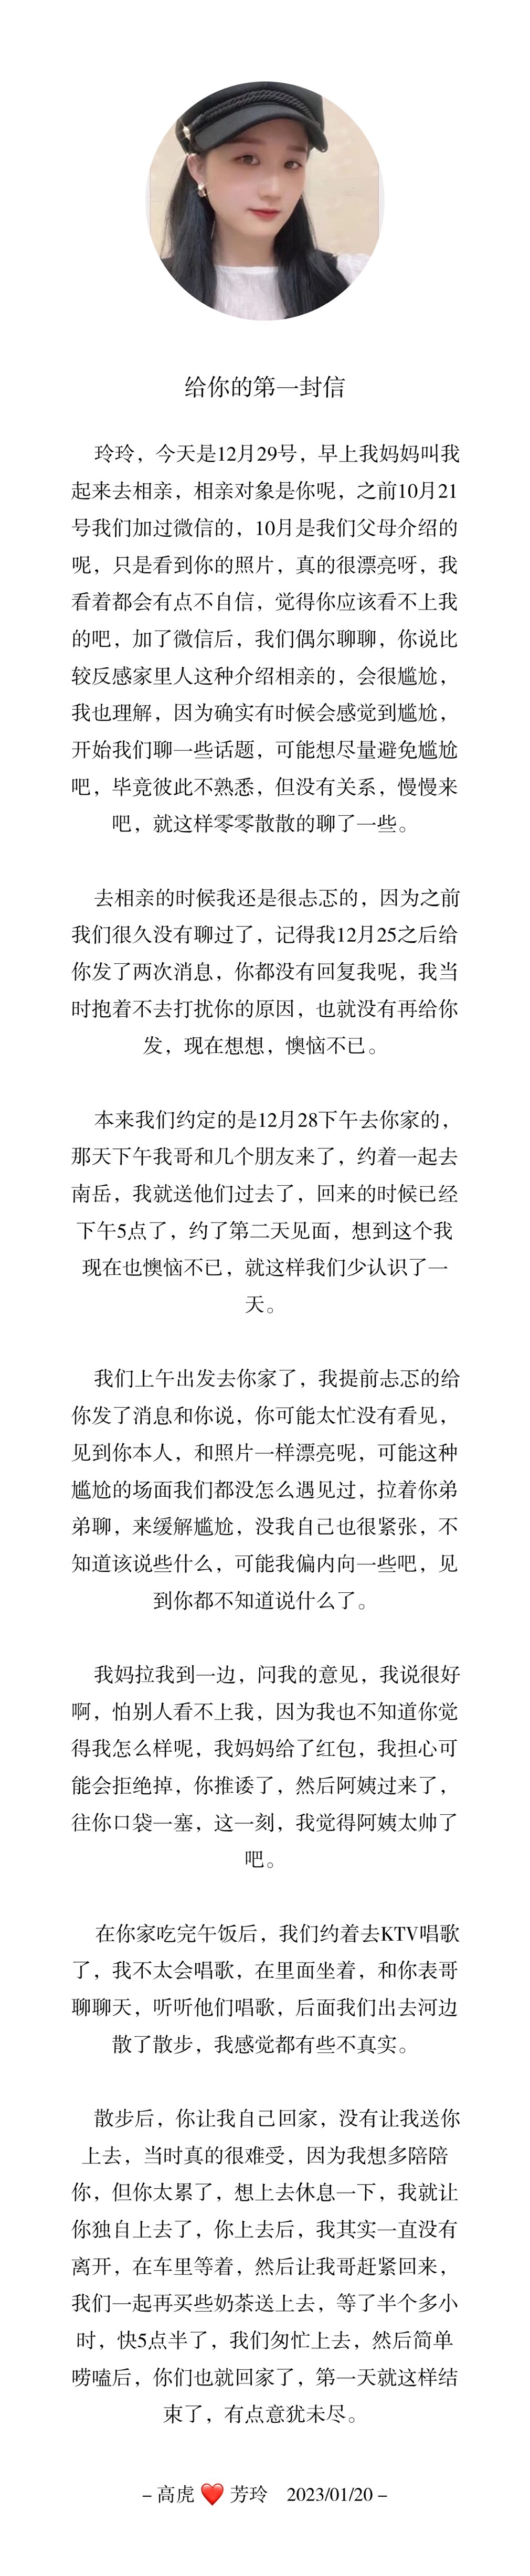 给你的第一封信
玲玲，今天是12月29号，早上我妈妈叫我
起来去相亲，相亲对象是你呢，之前10月21
号我们加过微信的，10月是我们父母介绍的
呢，只是看到你的照片，真的很漂亮呀，我
看着都会有点不自信，觉得你应该看不上我
的吧，加了微信后，我们偶尔聊聊，你说比
较反感家里人这种介绍相亲的，会很尴尬，
我也理解，因为确实有时候会感觉到尴尬，
开始我们聊一些话题，可能想尽量避免尴尬
吧，毕竟彼此不熟悉，但没有关系，慢慢来
吧，就这样零零散散的聊了一些。
去相亲的时候我还是很忐忑的，因为之前
我们很久没有聊过了，记得我12月25之后给
你发了两次消息，你都没有回复我呢，我当
时抱着不去打扰你的原因，也就没有再给你
发，现在想想，懊恼不已。
本来我们约定的是12月28下午去你家的，
那天下午我哥和几个朋友来了，约着一起去
南岳，我就送他们过去了，回来的时候已经
下午5点了，约了第二天见面，想到这个我
现在也懊恼不已，就这样我们少认识了一
天。
我们上午出发去你家了，我提前忐忑的给
你发了消息和你说，你可能太忙没有看见，
见到你本人，和照片一样漂亮呢，可能这种
尴尬的场面我们都没怎么遇见过，拉着你弟
弟聊，来缓解尴尬，没我自己也很紧张，不
知道该说些什么，可能我偏内向一些吧，见
到你都不知道说什么了。
我妈拉我到一边，问我的意见，我说很好
啊，怕别人看不上我，因为我也不知道你觉
得我怎么样呢，我妈妈给了红包，我担心可
能会拒绝掉，你推诿了，然后阿姨过来了，
往你口袋一塞，这一刻，我觉得阿姨太帅了
吧。
在你家吃完午饭后，我们约着去KTV唱歌
了，我不太会唱歌，在里面坐着，和你表哥
聊聊天，听听他们唱歌，后面我们出去河边
散了散步，我感觉都有些不真实。
散步后，你让我自己回家，没有让我送你
上去，当时真的很难受，因为我想多陪陪
你，但你太累了，想上去休息一下，我就让
你独自上去了，你上去后，我其实一直没有
离开，在车里等着，然后让我哥赶紧回来，
我们一起再买些奶茶送上去，等了半个多小
时，快5点半了，我们匆忙上去，然后简单
唠嗑后，你们也就回家了，第一天就这样结
束了，有点意犹未尽。
– 高虎 ❤️ 芳玲 2023/01/20 –